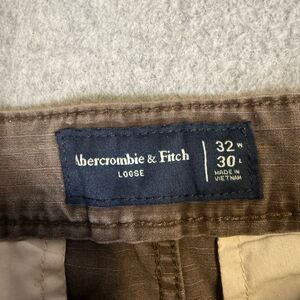 Abercrombie & Fitch
LOOSE
32 W
30 L
MADE IN
VIETNAM